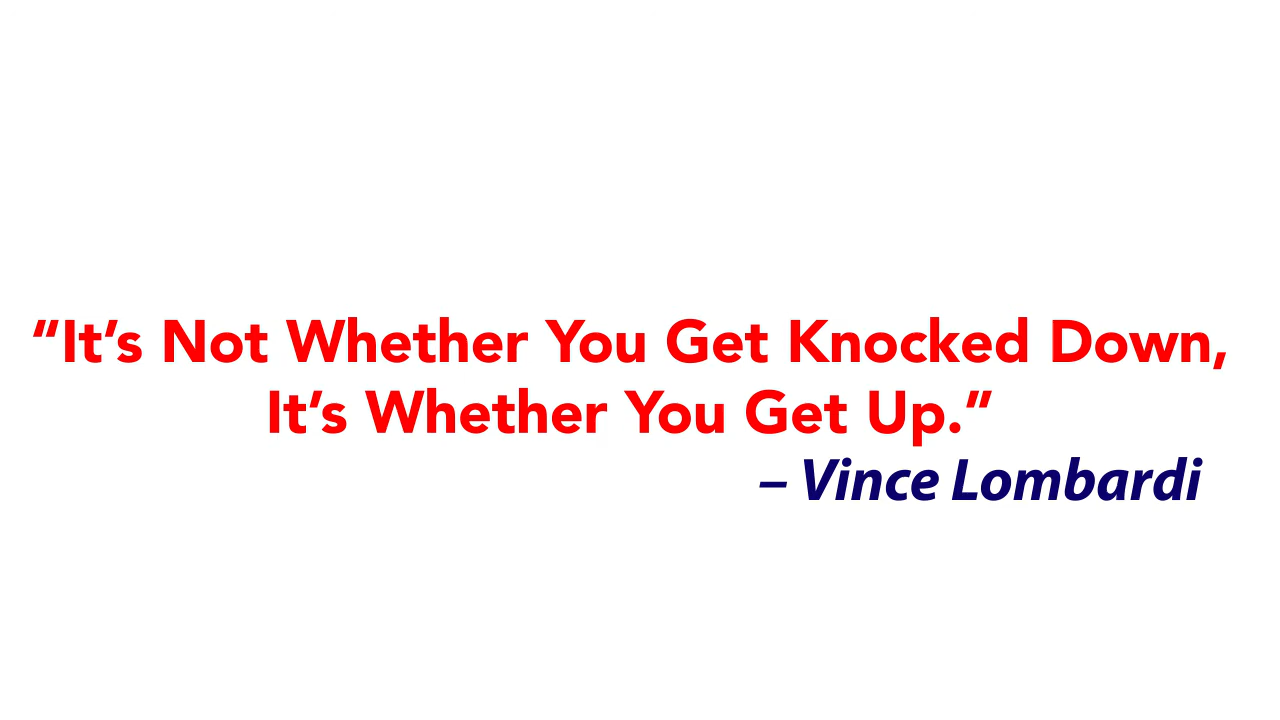 “It‘s Not Whether You Get Knocked Down,
It’s Whether You Get Up.”
– Vince Lombardi